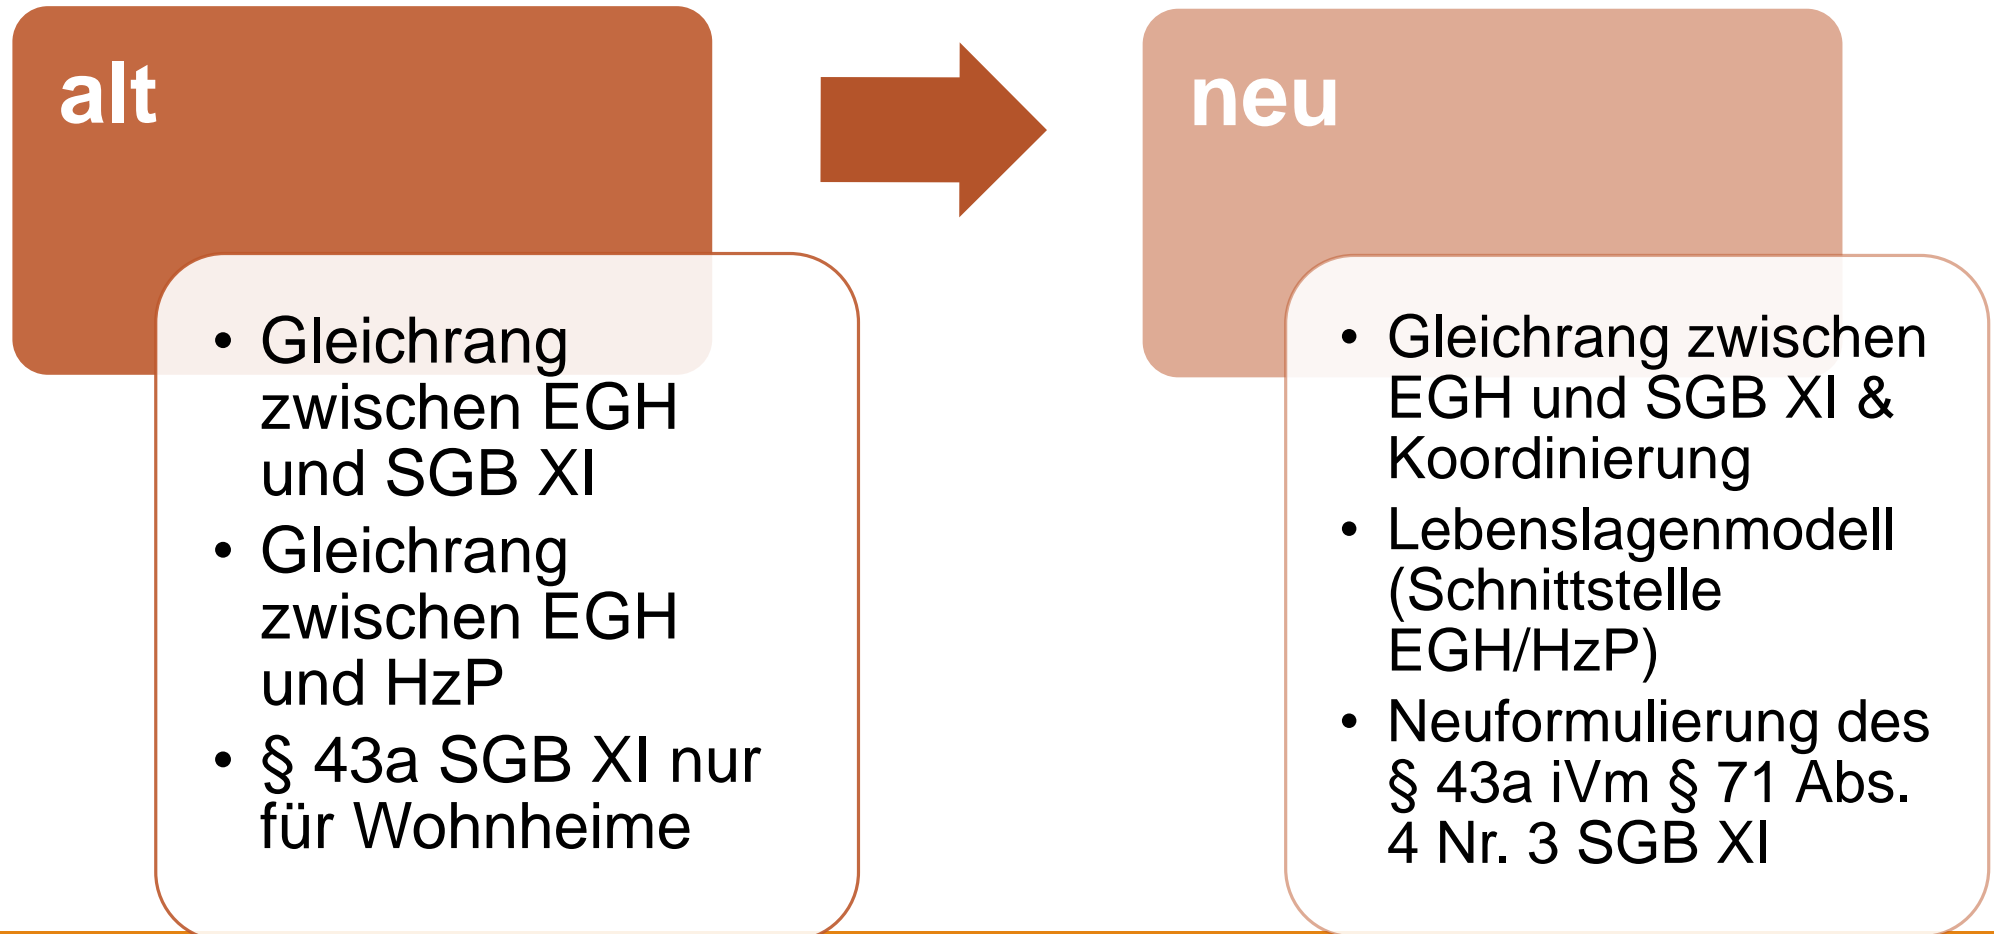 alt
• Gleichrang
zwischen EGH
und SGB XI
• Gleichrang
zwischen EGH
und HzP
• § 43a SGB XI nur
für Wohnheime
neu
• Gleichrang zwischen
EGH und SGB XI &
Koordinierung
• Lebenslagenmodell
(Schnittstelle
EGH/HzP)
• Neuformulierung des
§ 43a iVm § 71 Abs.
4 Nr. 3 SGB XI